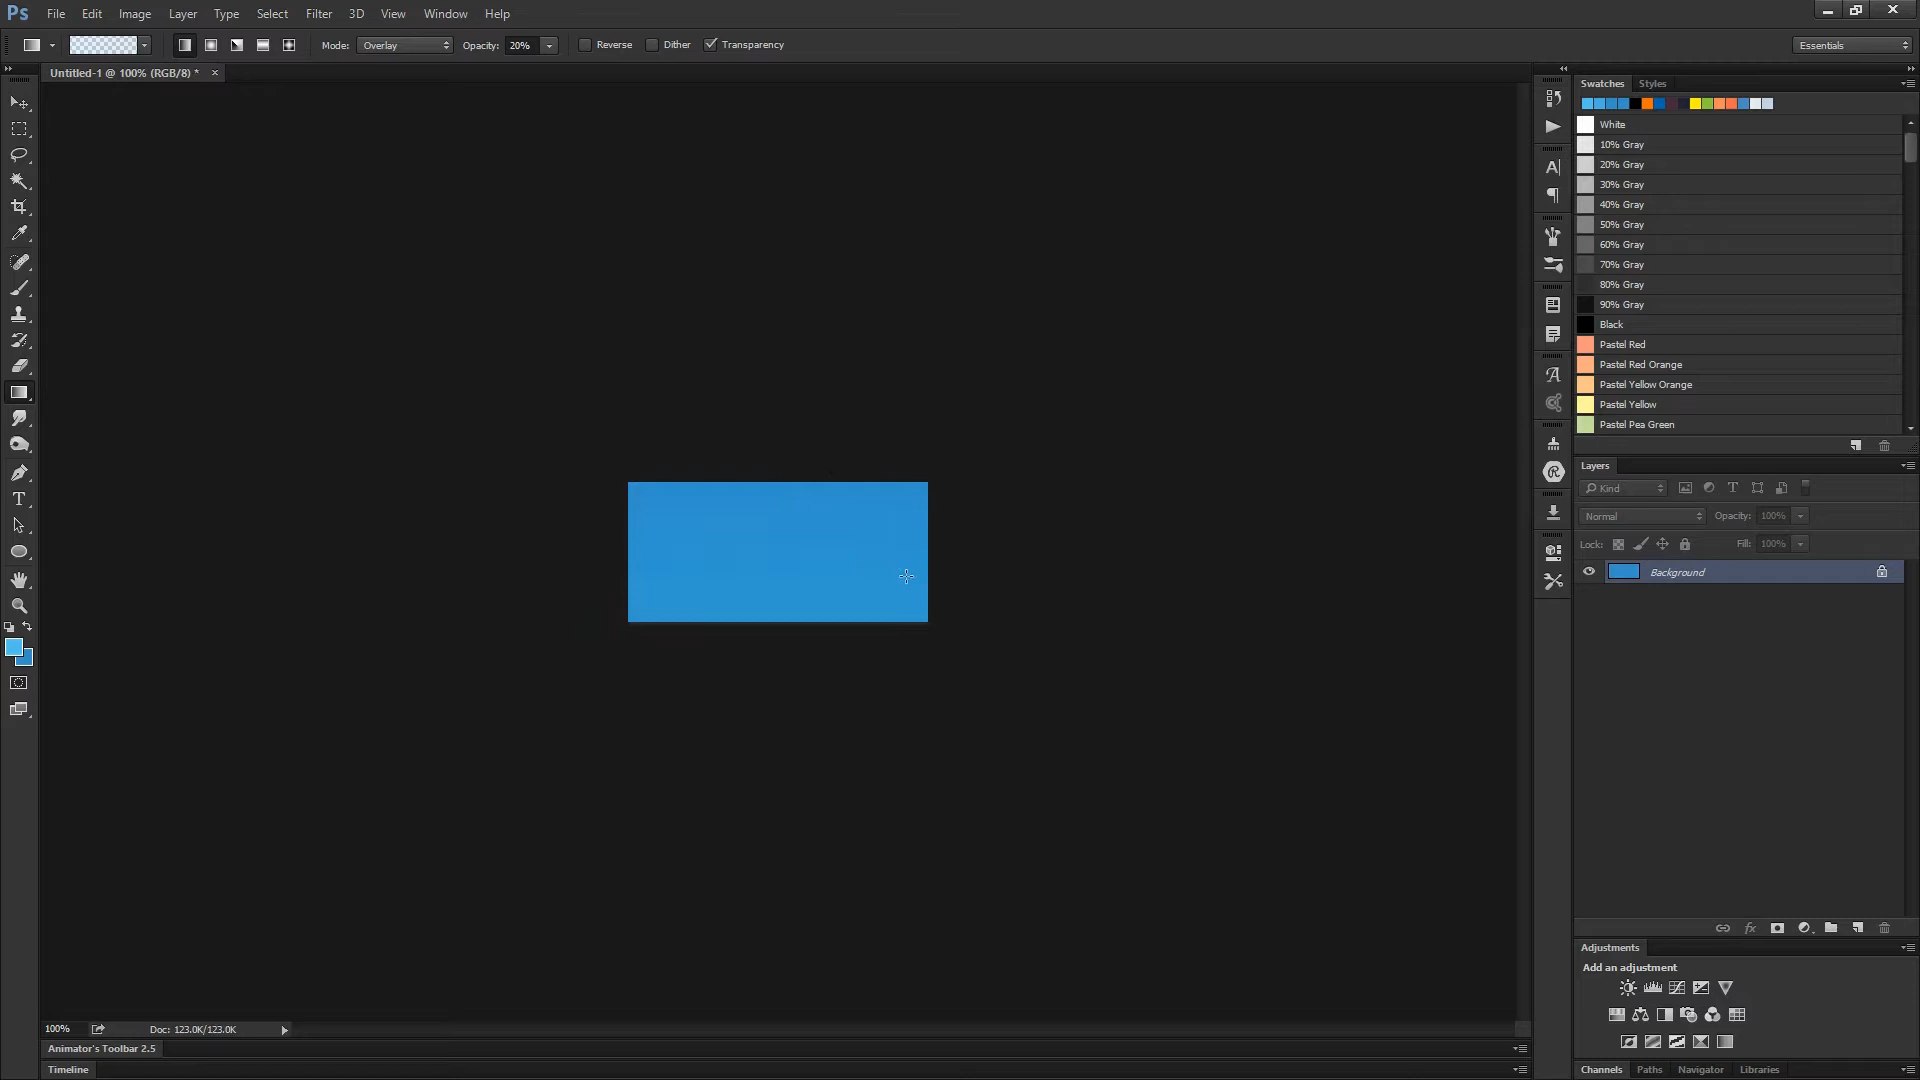 Ps File Edit Image Layer Type Select Filter 3D View Window Help
Mode: Overlay Opacity: 20% Reverse Dither Transparency Essentials
Untitled-1 @ 100% (RGB/8) * ×
Swatches Styles
White
10% Gray
20% Gray
30% Gray
40% Gray
50% Gray
60% Gray
70% Gray
80% Gray
90% Gray
Black
Pastel Red
Pastel Red Orange
Pastel Yellow Orange
Pastel Yellow
Pastel Pea Green
Layers
Kind
Normal Opacity: 100%
Lock: Fill: 100%
Background
Adjustments
Add an adjustment
100% Doc: 123.0K/123.0K
Animator's Toolbar 2.5
Timeline
Channels Paths Navigator Libraries